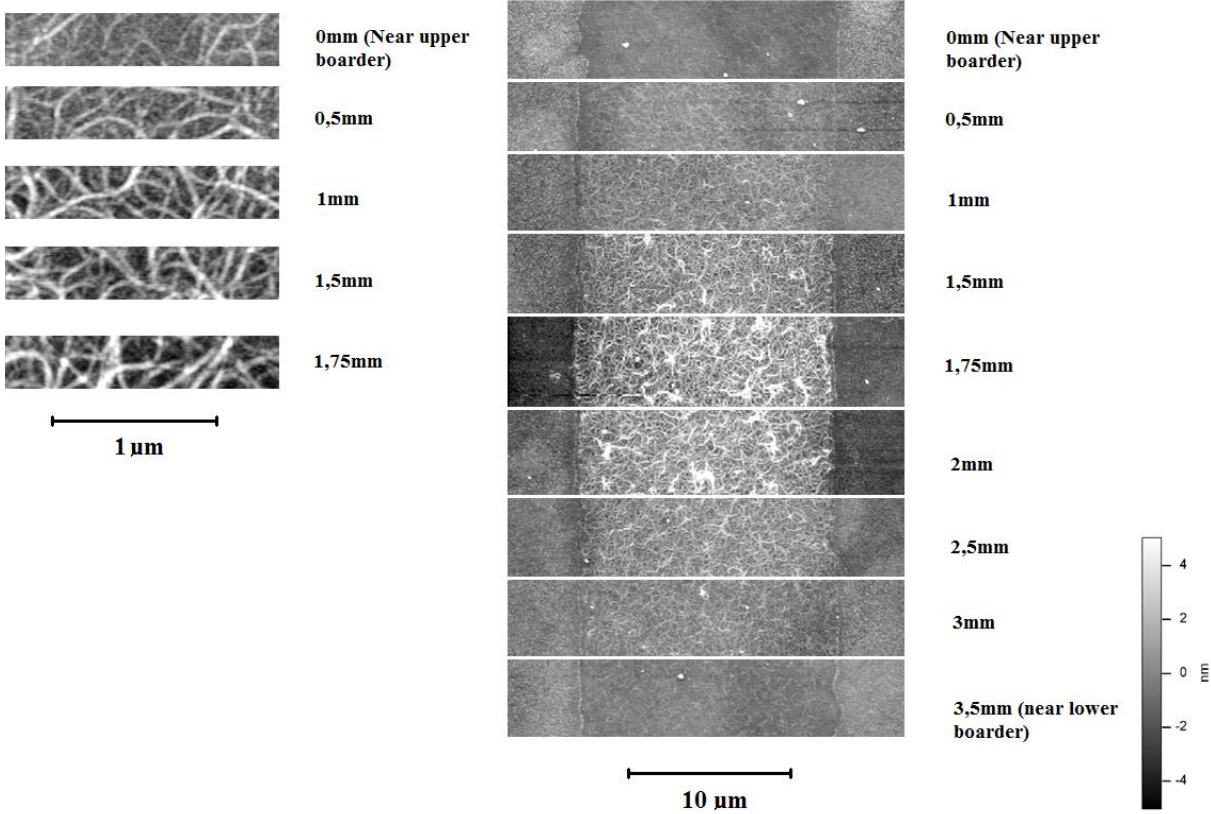 0mm (Near upper
boarder)
0,5mm
1mm
1,5mm
1,75mm
1 µm
0mm (Near upper
boarder)
0,5mm
1mm
1,5mm
1,75mm
2mm
2,5mm
3mm
3,5mm (near lower
boarder)
10 µm
4
2
0
-2
-4
nm